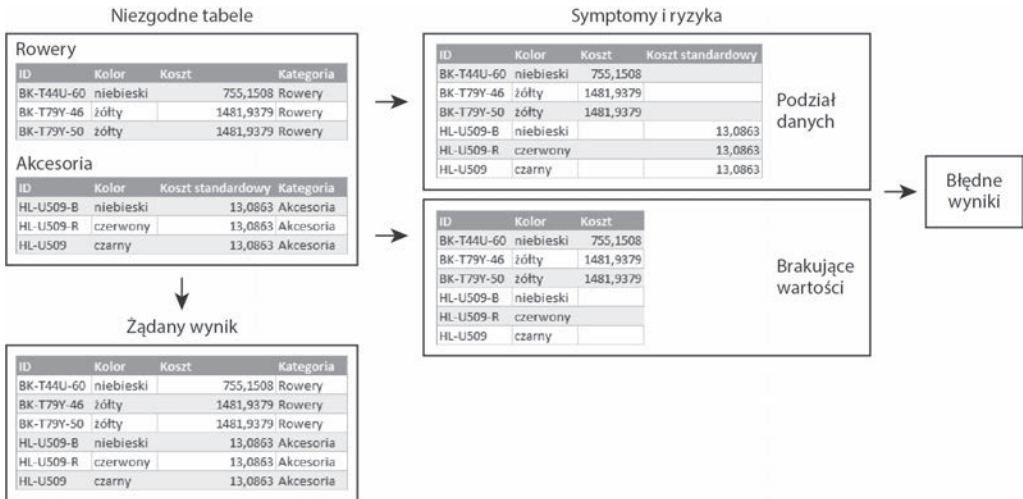 Niezgodne tabele
Rowery
ID Kolor Koszt Kategoria
BK-T44U-60 niebieski 755,1508 Rowery
BK-T79Y-46 żółty 1481,9379 Rowery
BK-T79Y-50 żółty 1481,9379 Rowery
Akcesoria
ID Kolor Koszt standardowy Kategoria
HL-U509-B niebieski 13,0863 Akcesoria
HL-U509-R czerwony 13,0863 Akcesoria
HL-U509 czarny 13,0863 Akcesoria
Żądany wynik
ID Kolor Koszt Kategoria
BK-T44U-60 niebieski 755,1508 Rowery
BK-T79Y-46 żółty 1481,9379 Rowery
BK-T79Y-50 żółty 1481,9379 Rowery
HL-U509-B niebieski 13,0863 Akcesoria
HL-U509-R czerwony 13,0863 Akcesoria
HL-U509 czarny 13,0863 Akcesoria
Symptomy i ryzyka
ID Kolor Koszt Koszt standardowy
BK-T44U-60 niebieski 755,1508
BK-T79Y-46 żółty 1481,9379
BK-T79Y-50 żółty 1481,9379
HL-U509-B niebieski 13,0863
HL-U509-R czerwony 13,0863
HL-U509 czarny 13,0863
Podział
danych
ID Kolor Koszt
BK-T44U-60 niebieski 755,1508
BK-T79Y-46 żółty 1481,9379
BK-T79Y-50 żółty 1481,9379
HL-U509-B niebieski
HL-U509-R czerwony
HL-U509 czarny
Brakujące
wartości
Błędne
wyniki